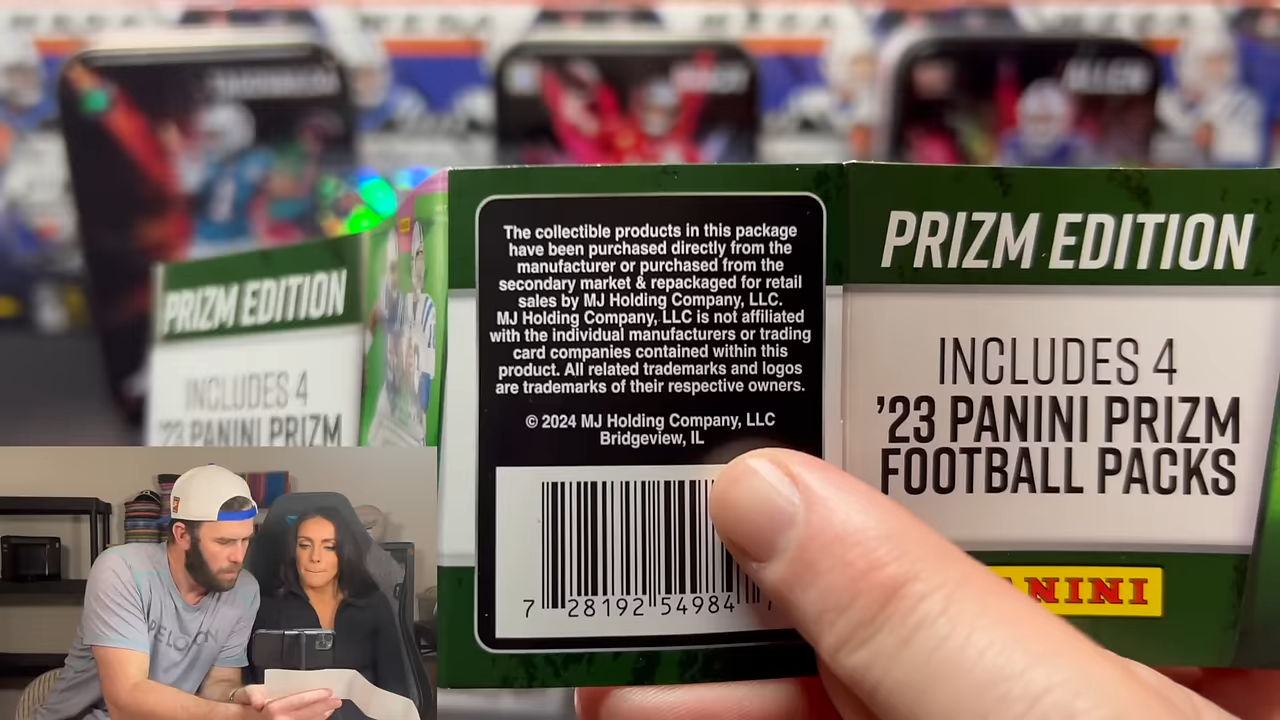 ALLEN
PRIZM EDITION
INCLUDES 4
'23 PANINI PRIZM
The collectible products in this package
have been purchased directly from the
manufacturer or purchased from the
secondary market & repackaged for retail
sales by MJ Holding Company, LLC.
MJ Holding Company, LLC is not affiliated
with the individual manufacturers or trading
card companies contained within this
product. All related trademarks and logos
are trademarks of their respective owners.
© 2024 MJ Holding Company, LLC
Bridgeview, IL
7 28192 54984
PRIZM EDITION
INCLUDES 4
'23 PANINI PRIZM
FOOTBALL PACKS
ANINI